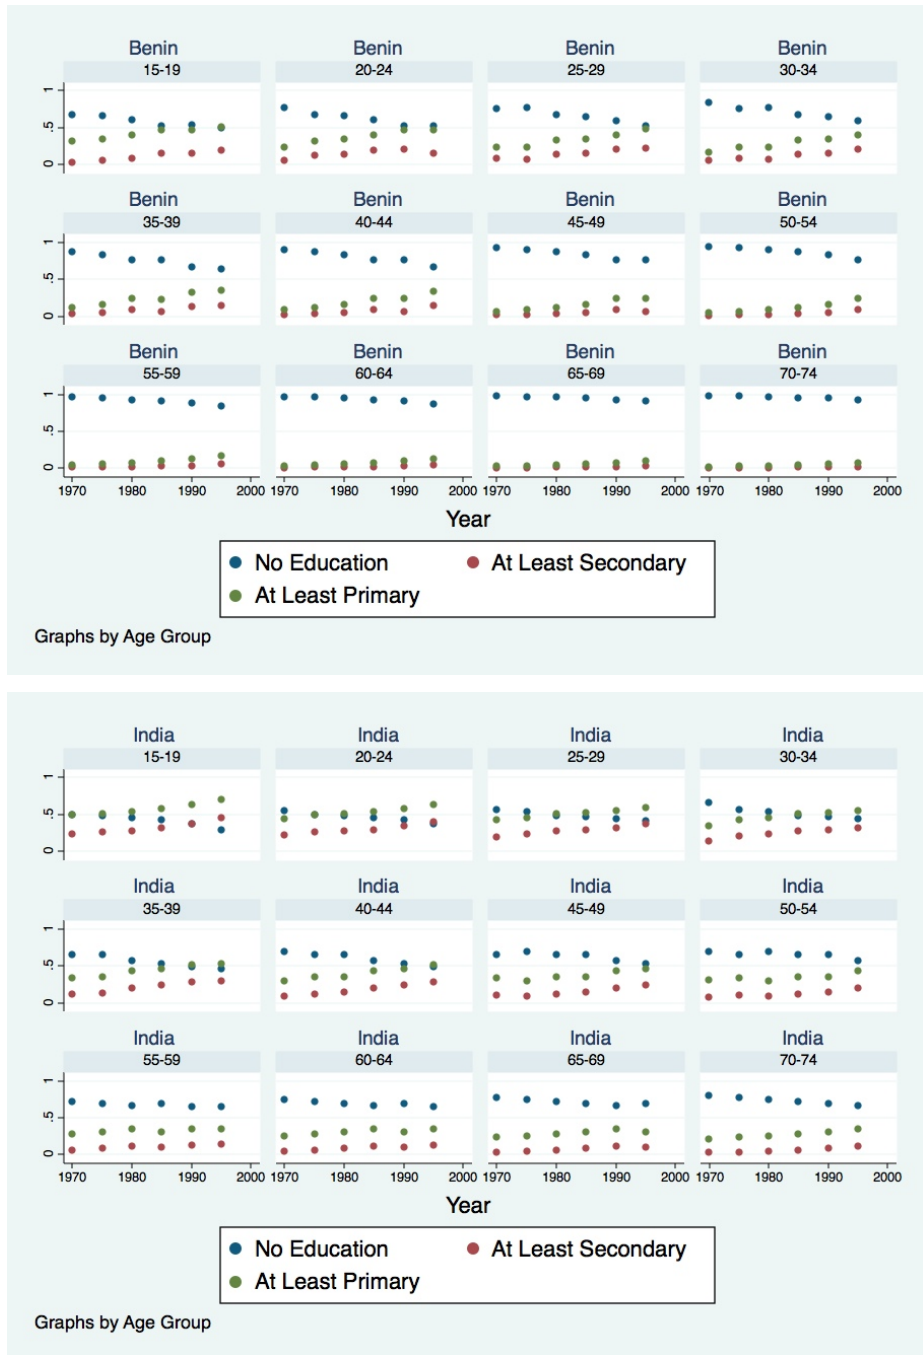 Benin Benin Benin Benin
15-19 20-24 25-29 30-34
1
.5
0
Benin Benin Benin Benin
35-39 40-44 45-49 50-54
1
.5
0
Benin Benin Benin Benin
55-59 60-64 65-69 70-74
1
.5
0
1970 1980 1990 2000 1970 1980 1990 2000 1970 1980 1990 2000 1970 1980 1990 2000
Year
No Education At Least Secondary
At Least Primary
Graphs by Age Group
India India India India
15-19 20-24 25-29 30-34
1
.5
0
India India India India
35-39 40-44 45-49 50-54
1
.5
0
India India India India
55-59 60-64 65-69 70-74
1
.5
0
1970 1980 1990 2000 1970 1980 1990 2000 1970 1980 1990 2000 1970 1980 1990 2000
Year
No Education At Least Secondary
At Least Primary
Graphs by Age Group